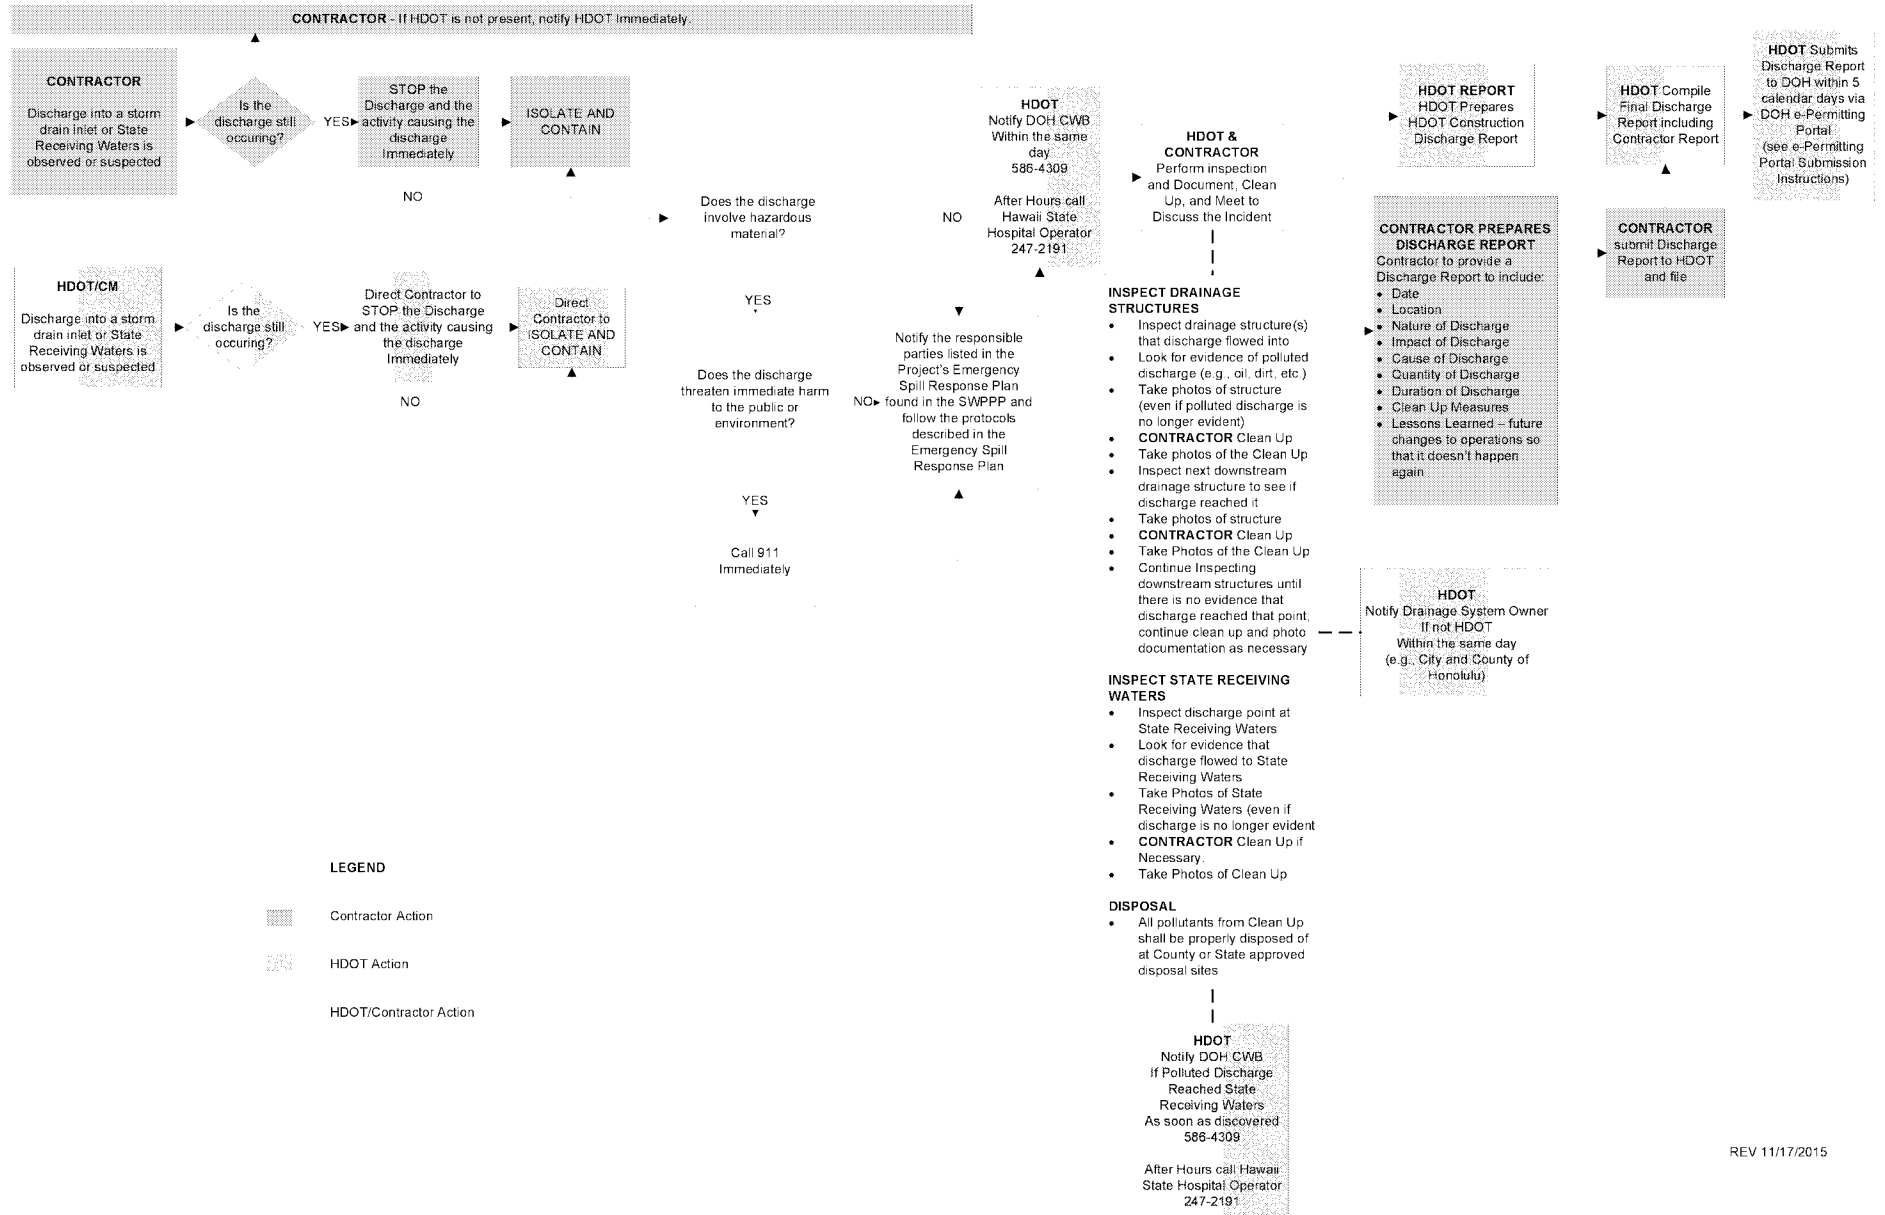 CONTRACTOR - If HDOT is not present, notify HDOT Immediately.
CONTRACTOR
Discharge into a storm
drain inlet or State
Receiving Waters is
observed or suspected
Is the
discharge still
occuring?
YES
STOP the
Discharge and the
activity causing the
discharge
Immediately
NO
ISOLATE AND
CONTAIN
HDOT/CM
Discharge into a storm
drain inlet or State
Receiving Waters is
observed or suspected
Is the
discharge still
occuring?
YES
Direct Contractor to
STOP the Discharge
and the activity causing
the discharge
Immediately
NO
Direct
Contractor to
ISOLATE AND
CONTAIN
Does the discharge
involve hazardous
material?
NO
YES
Does the discharge
threaten immediate harm
to the public or
environment?
NO
YES
Call 911
Immediately
Notify the responsible
parties listed in the
Project's Emergency
Spill Response Plan
found in the SWPPP and
follow the protocols
described in the
Emergency Spill
Response Plan
HDOT
Notify DOH CWB
Within the same
day
586-4309
After Hours call
Hawaii State
Hospital Operator
247-2191
HDOT &
CONTRACTOR
Perform inspection
and Document, Clean
Up, and Meet to
Discuss the Incident
INSPECT DRAINAGE
STRUCTURES
• Inspect drainage structure(s)
that discharge flowed into
• Look for evidence of polluted
discharge (e.g., oil, dirt, etc.)
• Take photos of structure
(even if polluted discharge is
no longer evident)
• CONTRACTOR Clean Up
• Take photos of the Clean Up
• Inspect next downstream
drainage structure to see if
discharge reached it
• Take photos of structure
• CONTRACTOR Clean Up
• Take Photos of the Clean Up
• Continue Inspecting
downstream structures until
there is no evidence that
discharge reached that point;
continue clean up and photo
documentation as necessary
INSPECT STATE RECEIVING
WATERS
• Inspect discharge point at
State Receiving Waters
• Look for evidence that
discharge flowed to State
Receiving Waters
• Take Photos of State
Receiving Waters (even if
discharge is no longer evident
• CONTRACTOR Clean Up if
Necessary.
• Take Photos of Clean Up
DISPOSAL
• All pollutants from Clean Up
shall be properly disposed of
at County or State approved
disposal sites
HDOT
Notify DOH CWB
If Polluted Discharge
Reached State
Receiving Waters
As soon as discovered
586-4309
After Hours call Hawaii
State Hospital Operator
247-2191
HDOT
Notify Drainage System Owner
If not HDOT
Within the same day
(e.g., City and County of
Honolulu)
HDOT REPORT
HDOT Prepares
HDOT Construction
Discharge Report
CONTRACTOR PREPARES
DISCHARGE REPORT
Contractor to provide a
Discharge Report to include:
• Date
• Location
• Nature of Discharge
• Impact of Discharge
• Cause of Discharge
• Quantity of Discharge
• Duration of Discharge
• Clean Up Measures
• Lessons Learned – future
changes to operations so
that it doesn't happen
again
HDOT Compile
Final Discharge
Report including
Contractor Report
CONTRACTOR
submit Discharge
Report to HDOT
and file
HDOT Submits
Discharge Report
to DOH within 5
calendar days via
DOH e-Permitting
Portal
(see e-Permitting
Portal Submission
Instructions)
LEGEND
Contractor Action
HDOT Action
HDOT/Contractor Action
REV 11/17/2015